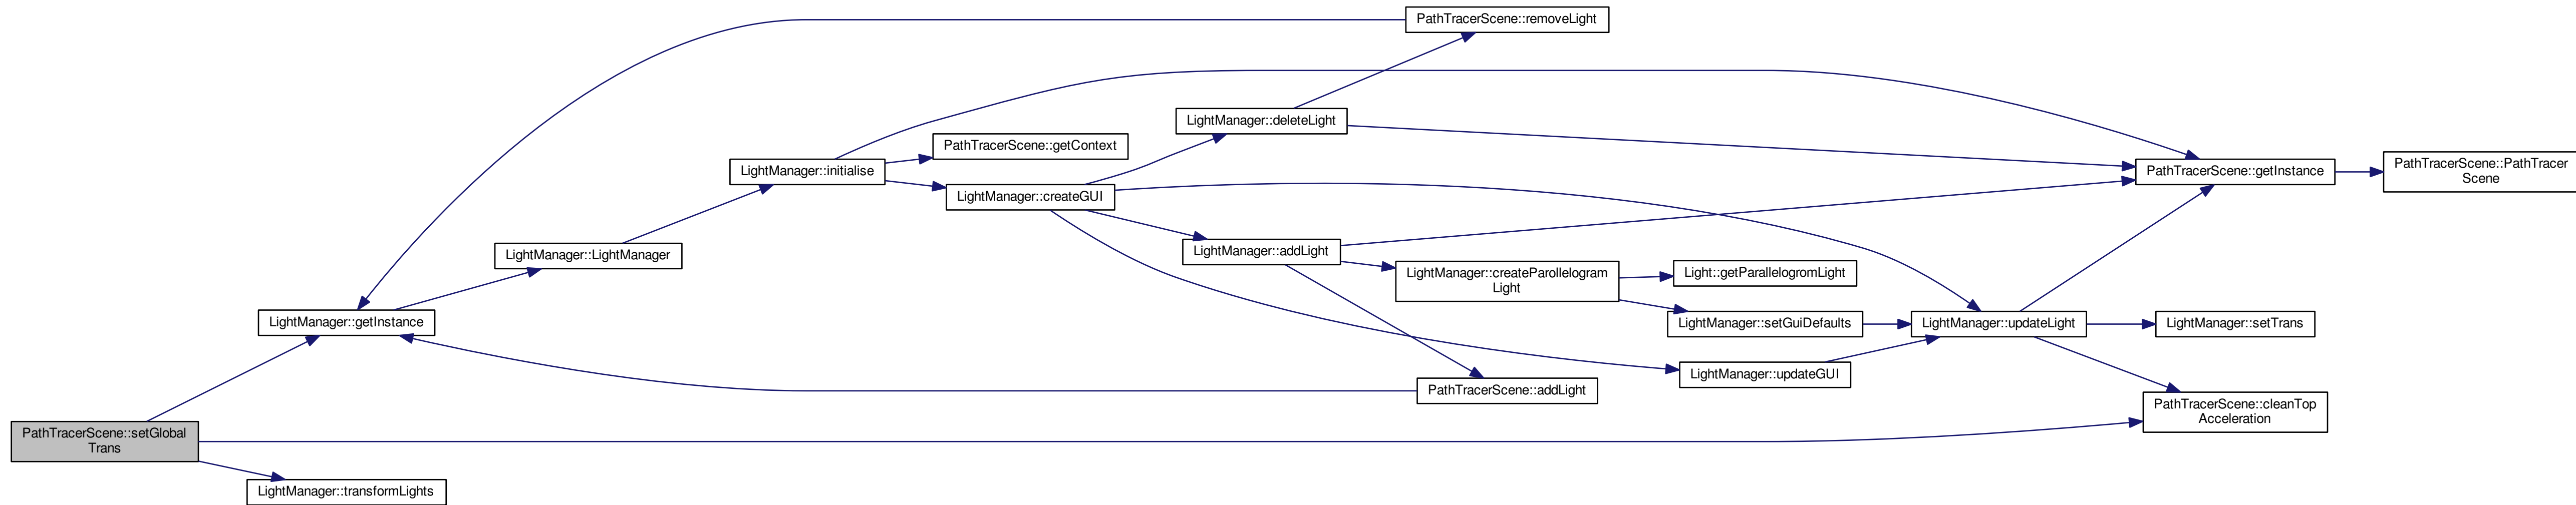 PathTracerScene::removeLight
LightManager::deleteLight
PathTracerScene::getContext
LightManager::initialise
PathTracerScene::getInstance
PathTracerScene::PathTracer
Scene
LightManager::createGUI
LightManager::addLight
LightManager::LightManager
LightManager::createParollelogram
Light
Light::getParallelogromLight
LightManager::getInstance
LightManager::setGuiDefaults
LightManager::updateLight
LightManager::setTrans
LightManager::updateGUI
PathTracerScene::addLight
PathTracerScene::cleanTop
Acceleration
PathTracerScene::setGlobal
Trans
LightManager::transformLights